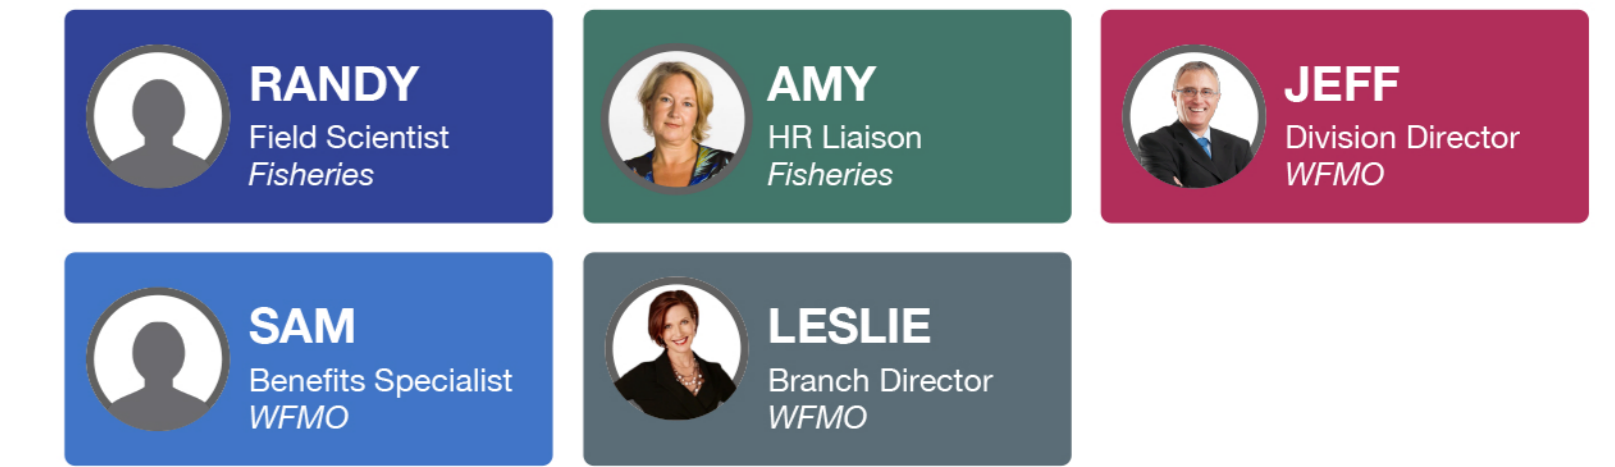 RANDY
Field Scientist
Fisheries
AMY
HR Liaison
Fisheries
JEFF
Division Director
WFMO
SAM
Benefits Specialist
WFMO
LESLIE
Branch Director
WFMO